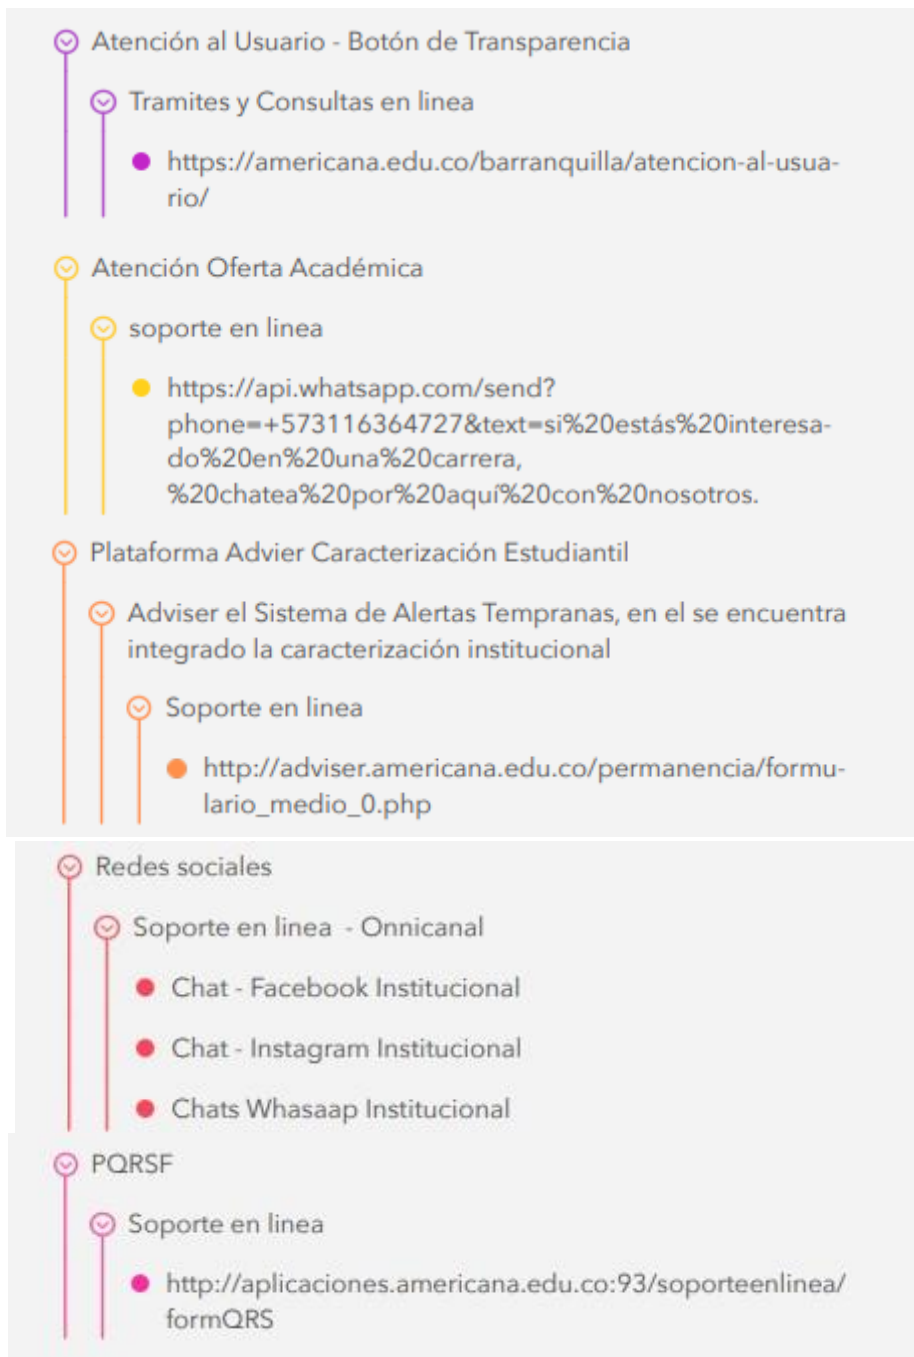 Atención al Usuario - Botón de Transparencia
Tramites y Consultas en linea
https://americana.edu.co/barranquilla/atencion-al-usua-
rio/
Atención Oferta Académica
soporte en linea
https://api.whatsapp.com/send?
phone=+573116364727&text=si%20estás%20interesa-
do%20en%20una%20carrera,
%20chatea%20por%20aquí%20con%20nosotros.
Plataforma Advier Caracterización Estudiantil
Adviser el Sistema de Alertas Tempranas, en el se encuentra
integrado la caracterización institucional
Soporte en linea
http://adviser.americana.edu.co/permanencia/formu-
lario_medio_0.php
Redes sociales
Soporte en linea - Onnicanal
Chat - Facebook Institucional
Chat - Instagram Institucional
Chats Whasaap Institucional
PQRSF
Soporte en linea
http://aplicaciones.americana.edu.co:93/soporteenlinea/
formQRS